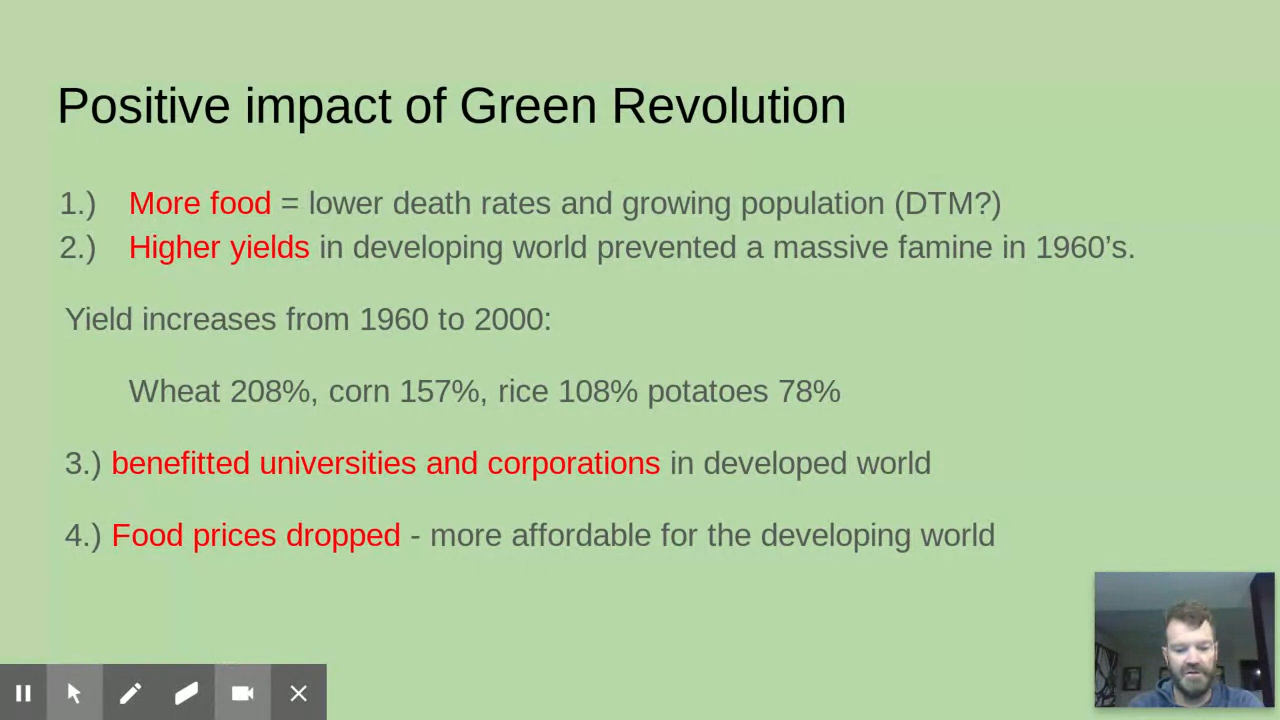 Positive impact of Green Revolution
1.) More food = lower death rates and growing population (DTM?)
2.) Higher yields in developing world prevented a massive famine in 1960’s.
Yield increases from 1960 to 2000:
Wheat 208%, corn 157%, rice 108% potatoes 78%
3.) benefitted universities and corporations in developed world
4.) Food prices dropped - more affordable for the developing world